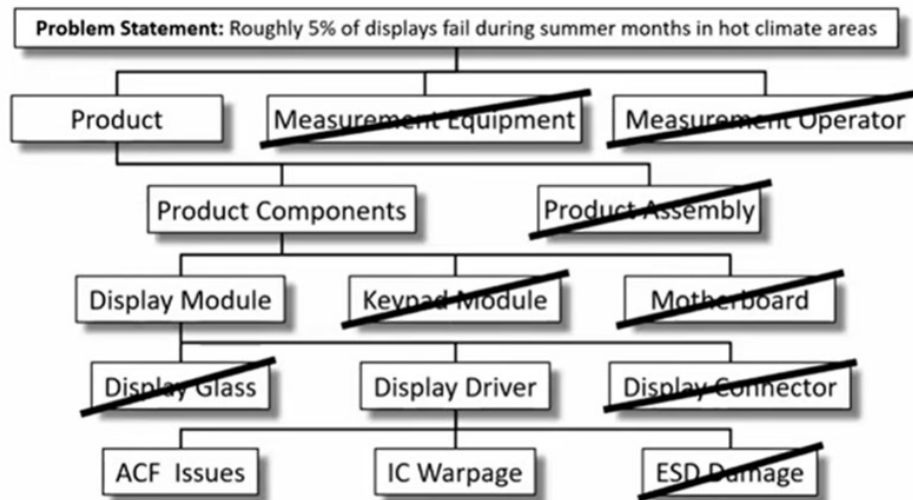 Problem Statement: Roughly 5% of displays fail during summer months in hot climate areas
Product
Measurement Equipment
Measurement Operator
Product Components
Product Assembly
Display Module
Keypad Module
Motherboard
Display Glass
Display Driver
Display Connector
ACF Issues
IC Warpage
ESD Damage